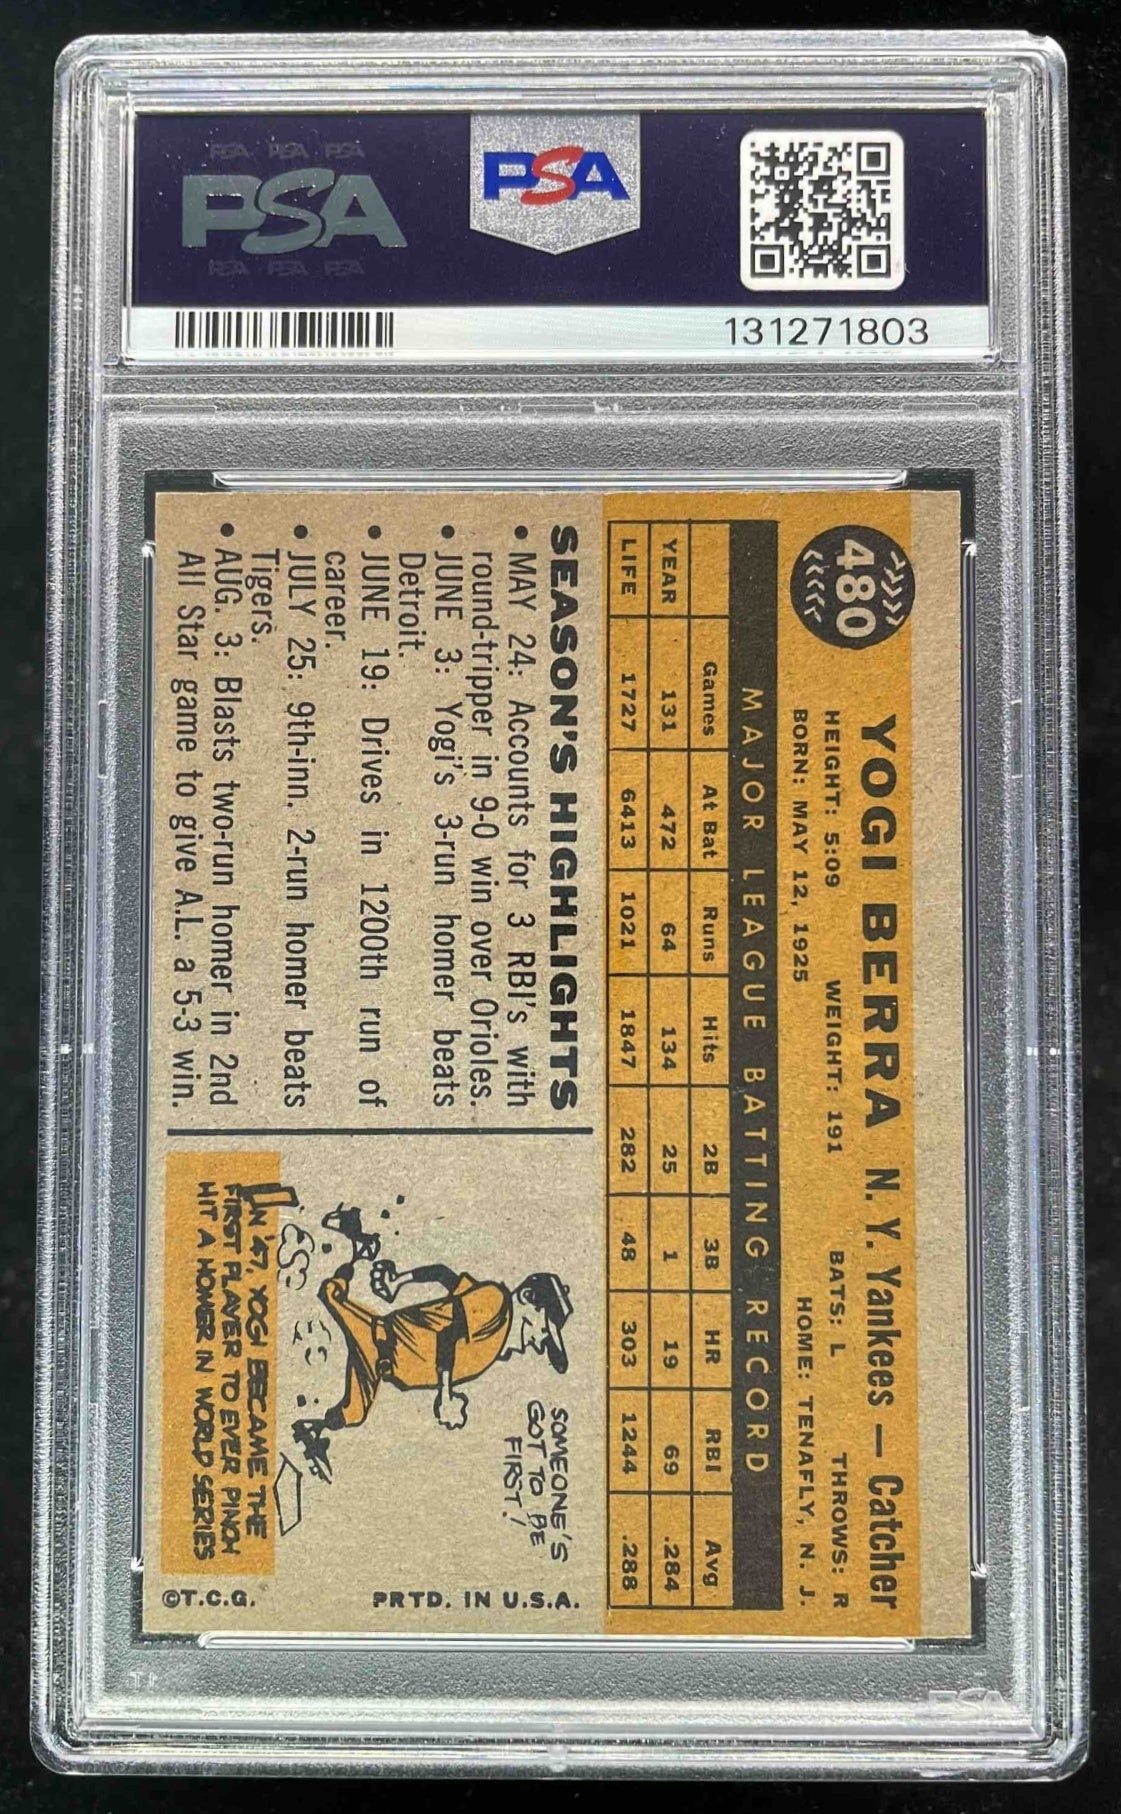 PSA PSA PSA
PSA
PSA PSA PSA
PSA
131271803
480
YOGI BERRA N. Y. Yankees — Catcher
HEIGHT: 5:09 WEIGHT: 191 BATS: L THROWS: R
BORN: MAY 12, 1925 HOME: TENAFLY, N. J.
MAJOR LEAGUE BATTING RECORD
Games At Bat Runs Hits 2B 3B HR RBI Avg
YEAR 131 472 64 134 25 1 19 69 .284
LIFE 1727 6413 1021 1847 282 48 303 1244 .288
SEASON'S HIGHLIGHTS
• MAY 24: Accounts for 3 RBI's with
round-tripper in 9-0 win over Orioles.
• JUNE 3: Yogi's 3-run homer beats
Detroit.
• JUNE 19: Drives in 1200th run of
career.
• JULY 25: 9th-inn. 2-run homer beats
Tigers.
• AUG. 3: Blasts two-run homer in 2nd
All Star game to give A.L. a 5-3 win.
SOMEONE'S
GOT TO BE
FIRST!
IN '47, YOGI BECAME THE
FIRST PLAYER TO EVER PINCH
HIT A HOMER IN WORLD SERIES
PRTD. IN U.S.A.
©T.C.G.
PSA